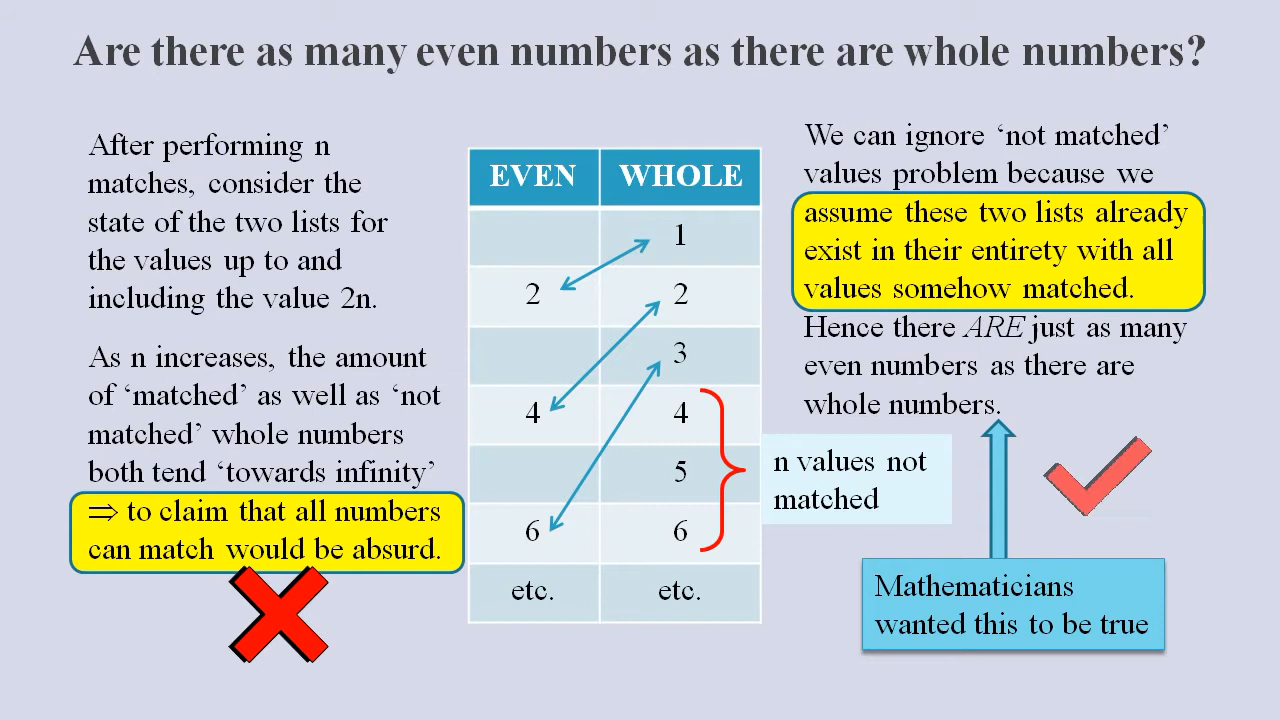 Are there as many even numbers as there are whole numbers?
After performing n
matches, consider the
state of the two lists for
the values up to and
including the value 2n.
As n increases, the amount
of ‘matched’ as well as ‘not
matched’ whole numbers
both tend ‘towards infinity’
⇒ to claim that all numbers
can match would be absurd.
EVEN WHOLE
1
2 2
3
4 4
5
6 6
etc. etc.
n values not
matched
We can ignore ‘not matched’
values problem because we
assume these two lists already
exist in their entirety with all
values somehow matched.
Hence there ARE just as many
even numbers as there are
whole numbers.
Mathematicians
wanted this to be true